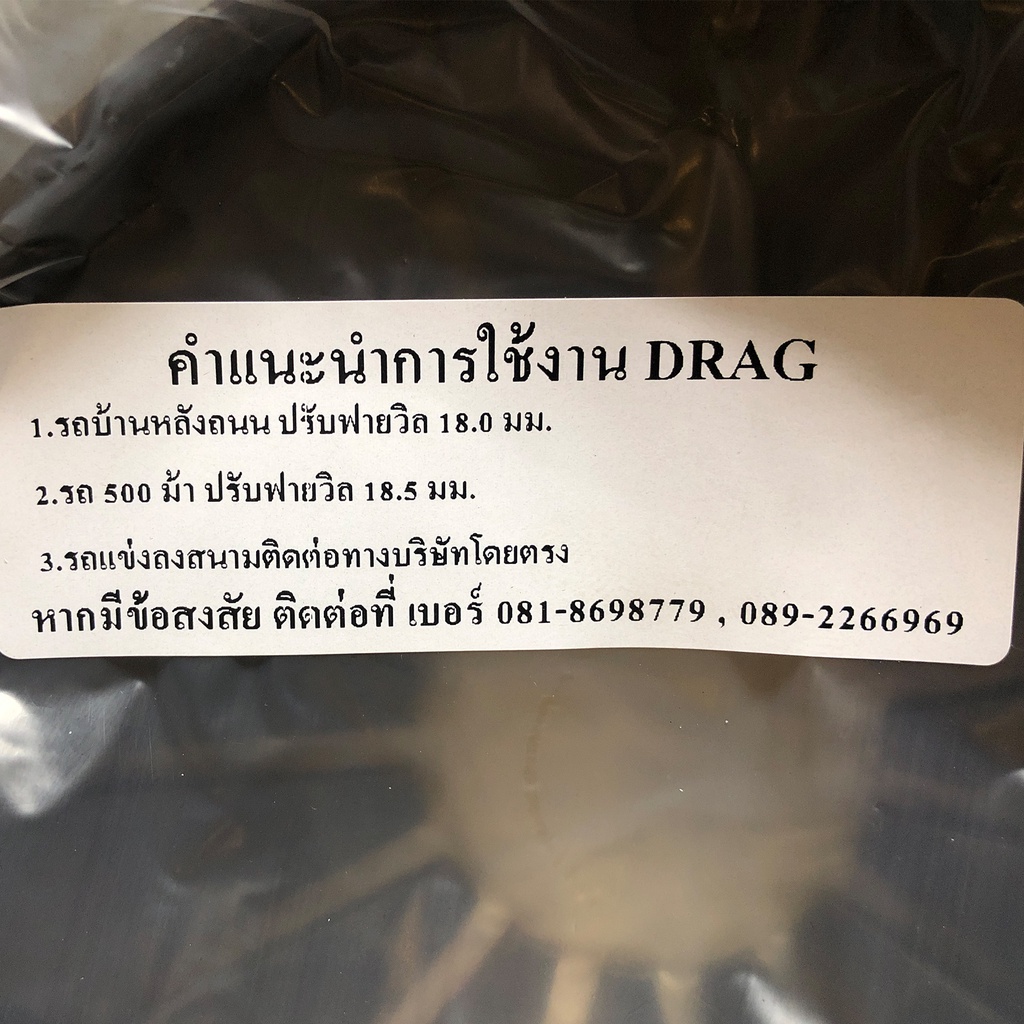 คำแนะนำการใช้งาน DRAG
1.รถบ้านหลังถนน ปรับฟายวิล 18.0 มม.
2.รถ 500 ม้า ปรับฟายวิล 18.5 มม.
3.รถแข่งลงสนามติดต่อทางบริษัทโดยตรง
หากมีข้อสงสัย ติดต่อที่ เบอร์ 081-8698779 , 089-2266969